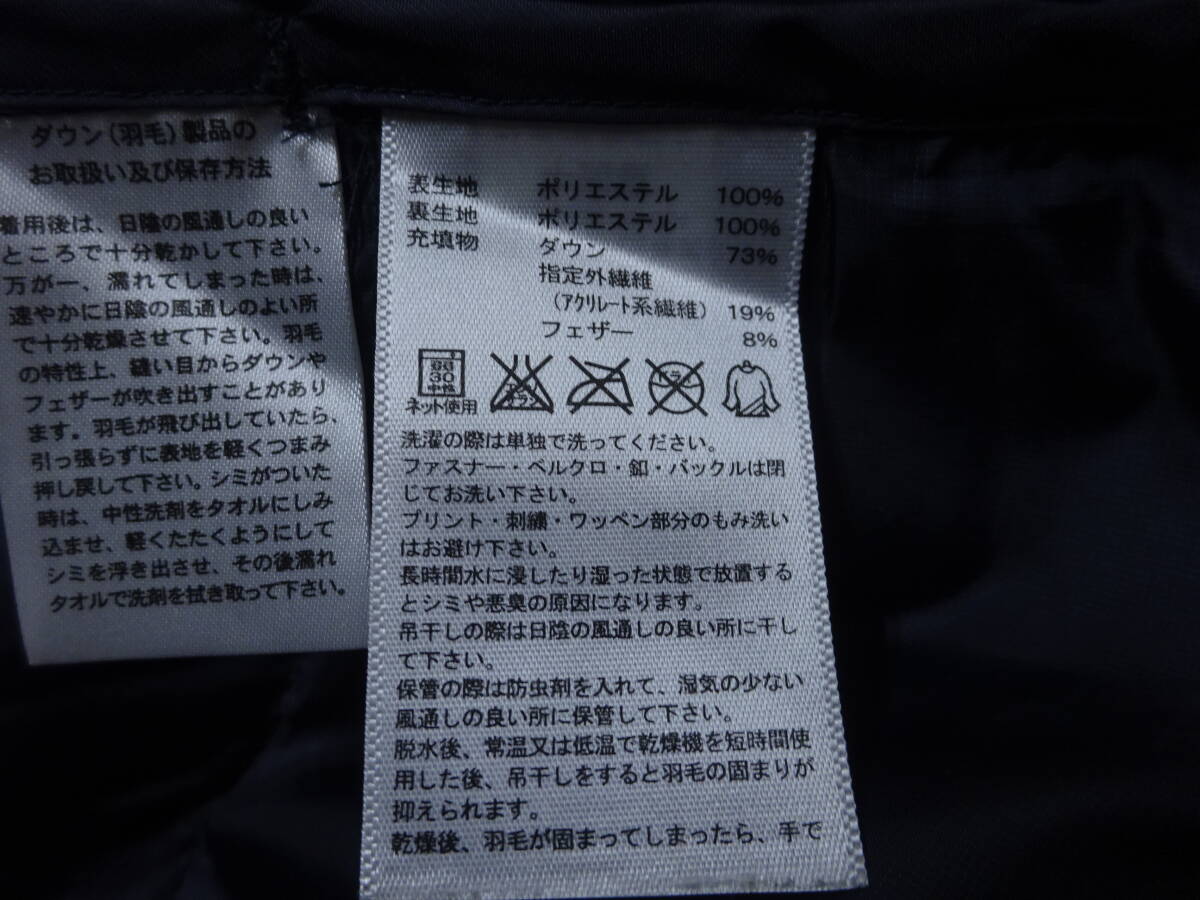 ダウン(羽毛)製品の
お取扱い及び保存方法
着用後は、日陰の風通しの良い
ところで十分乾かして下さい。
万が一、濡れてしまった時は、
速やかに日陰の風通しのよい所
で十分乾燥させて下さい。羽毛
の特性上、縫い目からダウンや
フェザーが吹き出すことがあり
ます。羽毛が飛び出していたら、
引っ張らずに表地を軽くつまみ
押し戻して下さい。シミがついた
時は、中性洗剤をタオルにしみ
込ませ、軽くたたくようにして
シミを浮き出させ、その後濡れ
タオルで洗剤を拭き取って下さい。
表生地 ポリエステル 100%
裏生地 ポリエステル 100%
充填物 ダウン 73%
指定外繊維
(アクリレート系繊維) 19%
フェザー 8%
30
中性
ネット使用
エンソ
サラシ
ドライ
洗濯の際は単独で洗ってください。
ファスナー・ベルクロ・釦・バックルは閉
じてお洗い下さい。
プリント・刺繍・ワッペン部分のもみ洗い
はお避け下さい。
長時間水に浸したり湿った状態で放置する
とシミや悪臭の原因になります。
吊干しの際は日陰の風通しの良い所に干し
て下さい。
保管の際は防虫剤を入れて、湿気の少ない
風通しの良い所に保管して下さい。
脱水後、常温又は低温で乾燥機を短時間使
用した後、吊干しをすると羽毛の固まりが
抑えられます。
乾燥後、羽毛が固まってしまったら、手で